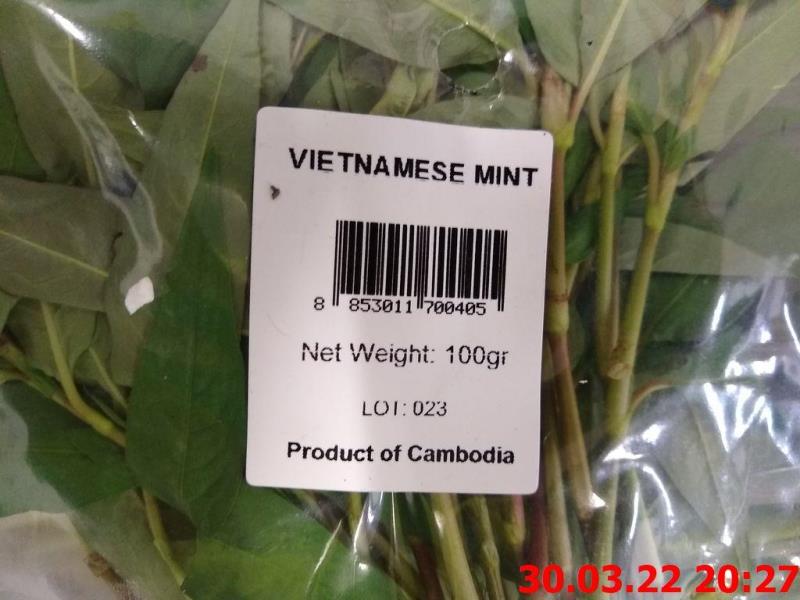 VIETNAMESE MINT
8 853011 700405
Net Weight: 100gr
LOT: 023
Product of Cambodia
30.03.22 20:27